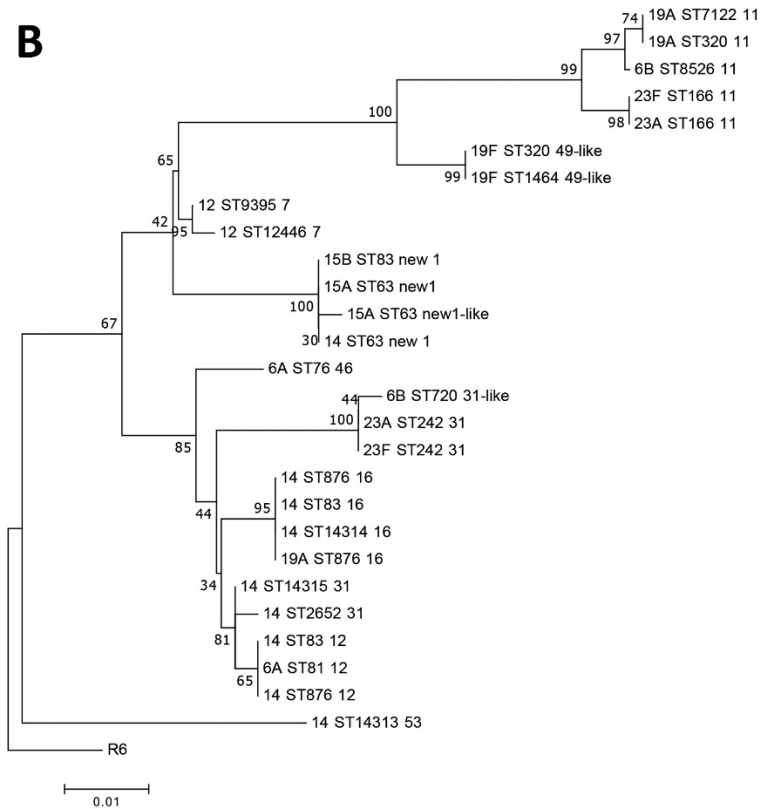 B
74
19A ST7122 11
97
19A ST320 11
99
6B ST8526 11
23F ST166 11
98
23A ST166 11
100
19F ST320 49-like
99
19F ST1464 49-like
65
12 ST9395 7
42
95
12 ST12446 7
15B ST83 new 1
15A ST63 new1
100
15A ST63 new1-like
30
14 ST63 new 1
67
6A ST76 46
44
6B ST720 31-like
100
23A ST242 31
23F ST242 31
85
14 ST876 16
95
14 ST83 16
44
14 ST14314 16
19A ST876 16
34
14 ST14315 31
14 ST2652 31
81
14 ST83 12
6A ST81 12
65
14 ST876 12
14 ST14313 53
R6
0.01